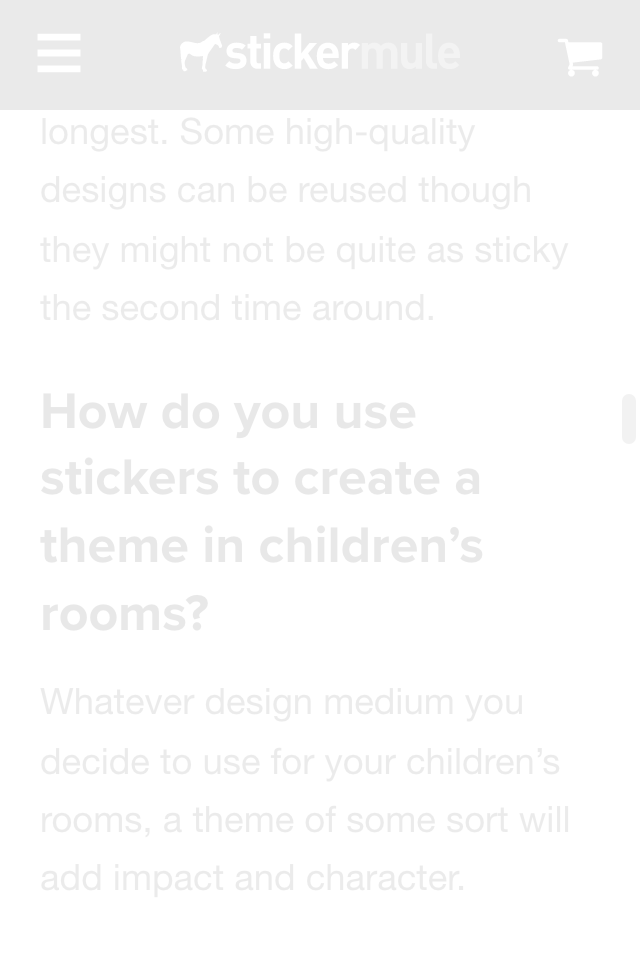 stickermule
longest. Some high-quality
designs can be reused though
they might not be quite as sticky
the second time around.
How do you use
stickers to create a
theme in children’s
rooms?
Whatever design medium you
decide to use for your children’s
rooms, a theme of some sort will
add impact and character.